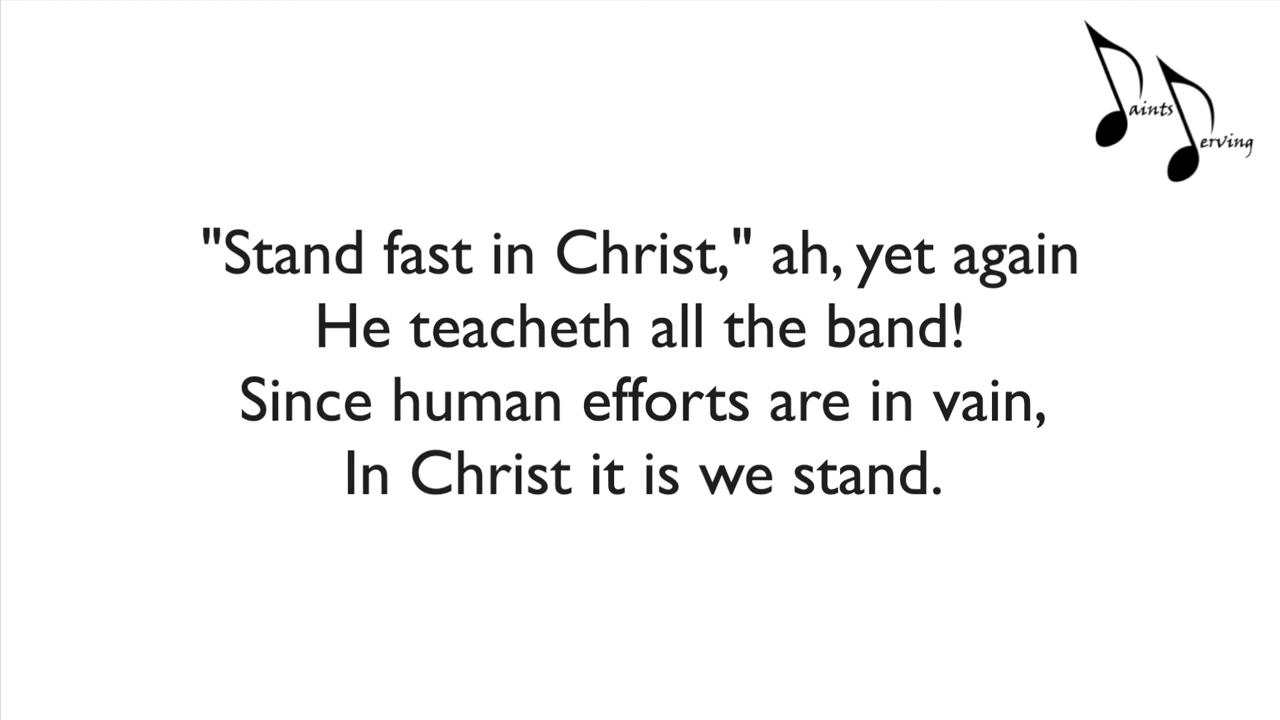 aints
erving
"Stand fast in Christ," ah, yet again
He teacheth all the band!
Since human efforts are in vain,
In Christ it is we stand.